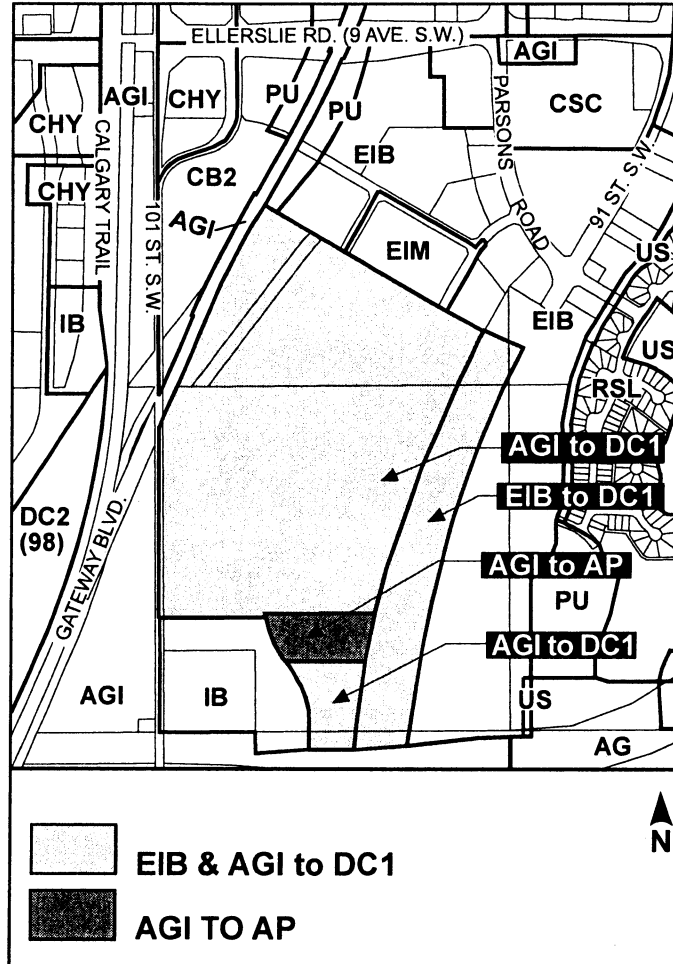 ELLERSLIE RD. (9 AVE. S.W.)
AGI
CHY
PU
AGI
CHY
PU
CSC
CHY
EIB
PARSONS
ROAD
91 ST. S.W.
CALGARY TRAIL
CB2
101 ST. S.W.
AGI
EIM
US
IB
EIB
US
RSL
AGI to DC1
EIB to DC1
DC2
(98)
GATEWAY BLVD.
AGI to AP
PU
AGI to DC1
AGI
IB
US
AG
N
EIB & AGI to DC1
AGI TO AP